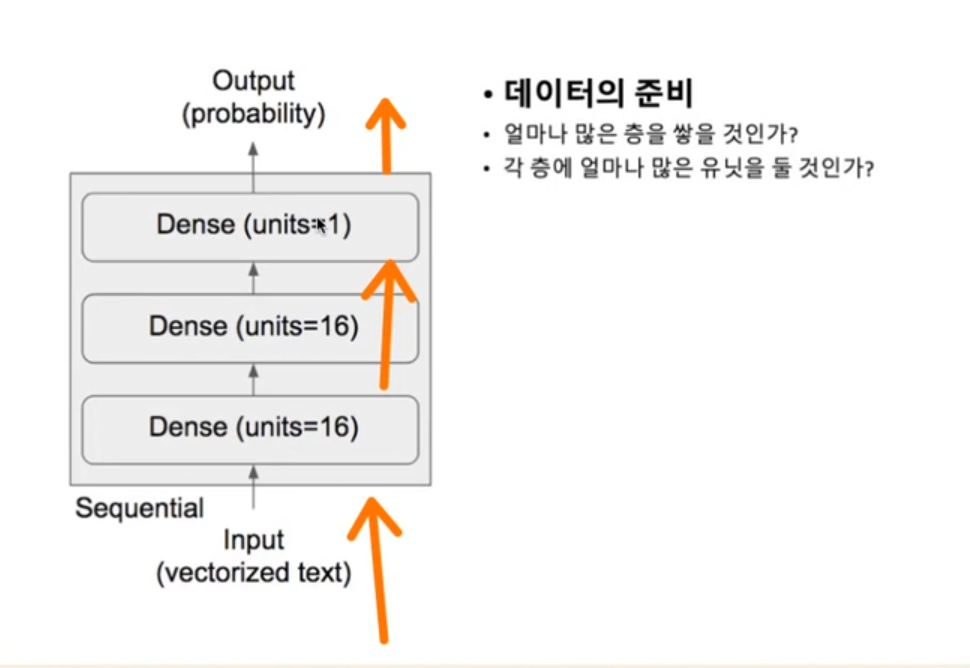 Output
(probability)
Dense (units=1)
Dense (units=16)
Dense (units=16)
Sequential
Input
(vectorized text)
• 데이터의 준비
• 얼마나 많은 층을 쌓을 것인가?
• 각 층에 얼마나 많은 유닛을 둘 것인가?